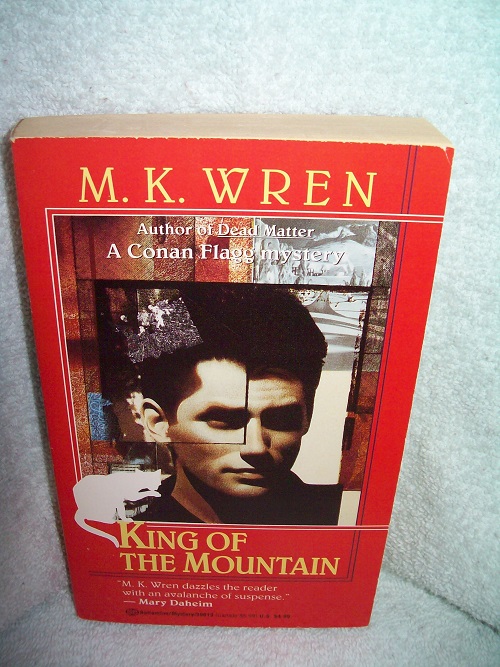 M. K. WREN
Author of Dead Matter
A Conan Flagg mystery
KING OF
THE MOUNTAIN
"M. K. Wren dazzles the reader
with an avalanche of suspense."
— Mary Daheim